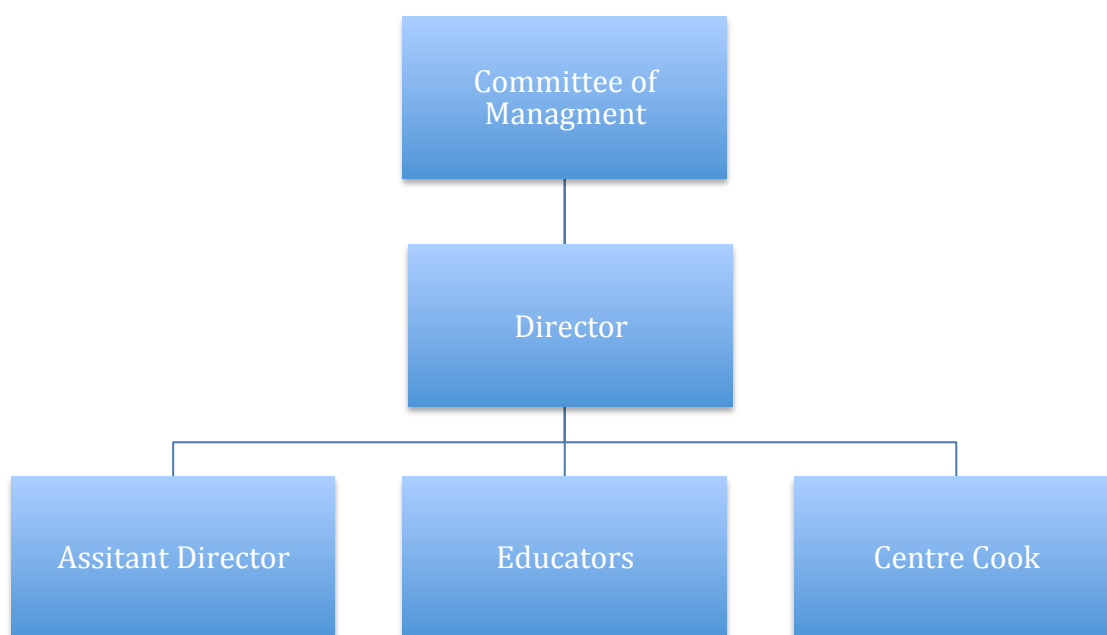 Committee of
Managment
Director
Assitant Director
Educators
Centre Cook